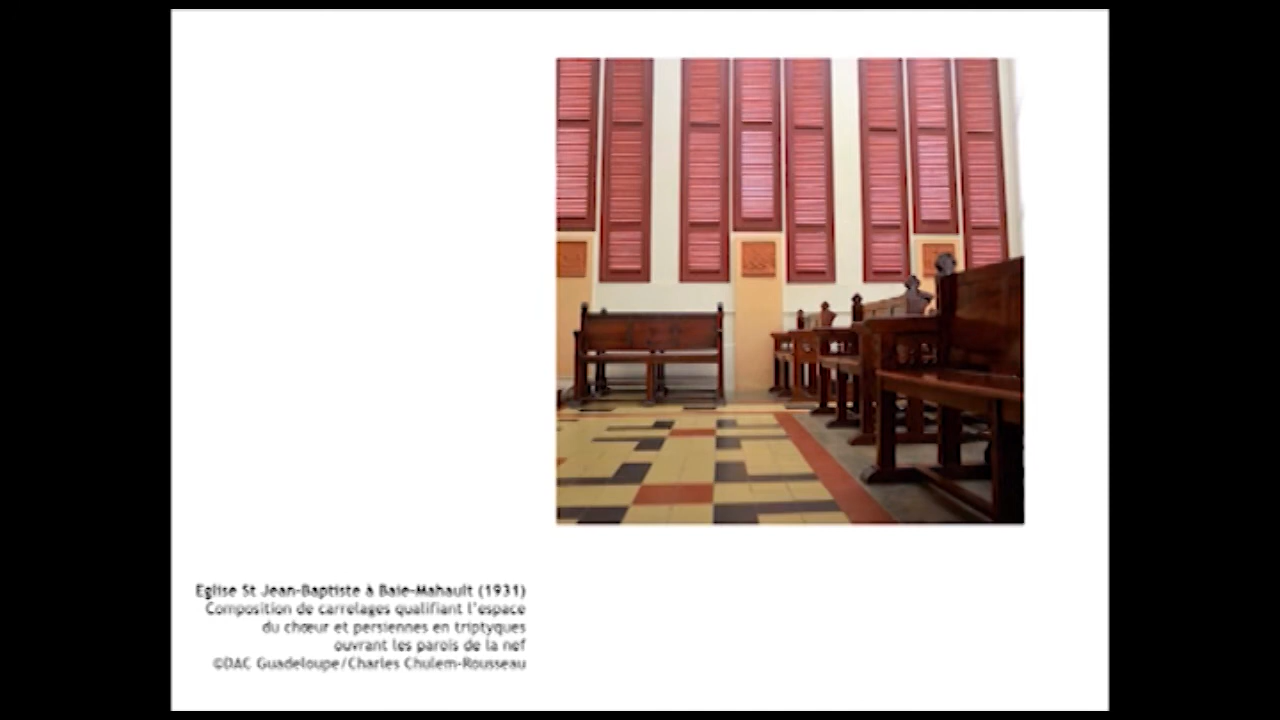 Eglise St Jean-Baptiste à Baie-Mahault (1931)
Composition de carrelages qualifiant l'espace
du chœur et persiennes en triptyques
ouvrant les parois de la nef
©DAC Guadeloupe/Charles Chulem-Rousseau